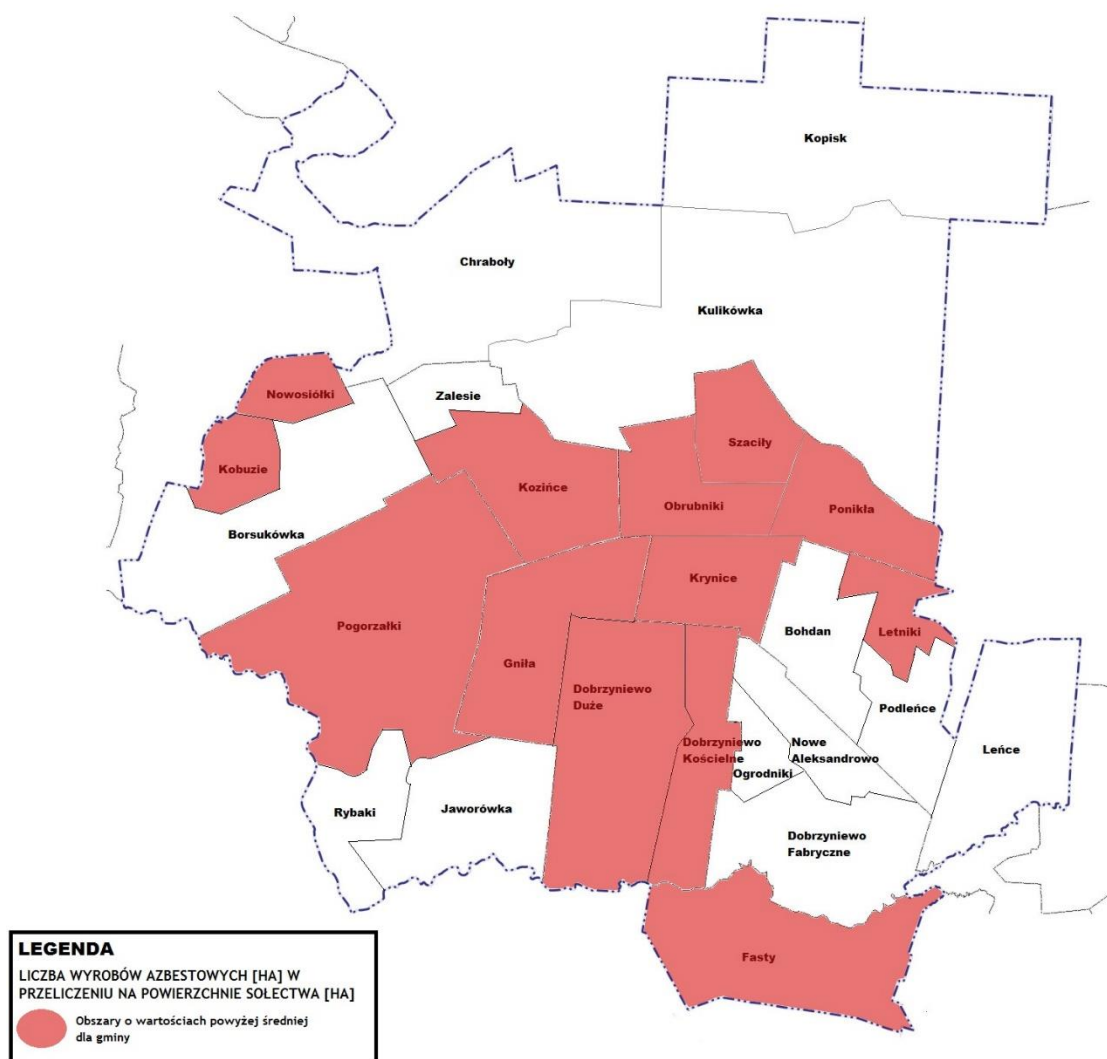 Kopisk
Chraboły
Kulikówka
Nowosiółki
Zalesie
Szaciły
Kobuzie
Kozińce
Obrubniki
Ponikła
Borsukówka
Krynice
Pogorzałki
Bohdan
Letniki
Gniła
Dobrzyniewo
Duże
Podleńce
Dobrzyniewo
Kościelne
Nowe
Aleksandrowo
Leńce
Ogrodniki
Rybaki
Jaworówka
Dobrzyniewo
Fabryczne
Fasty
LEGENDA
LICZBA WYROBÓW AZBESTOWYCH [HA] W
PRZELICZENIU NA POWIERZCHNIE SOŁECTWA [HA]
Obszary o wartościach powyżej średniej
dla gminy